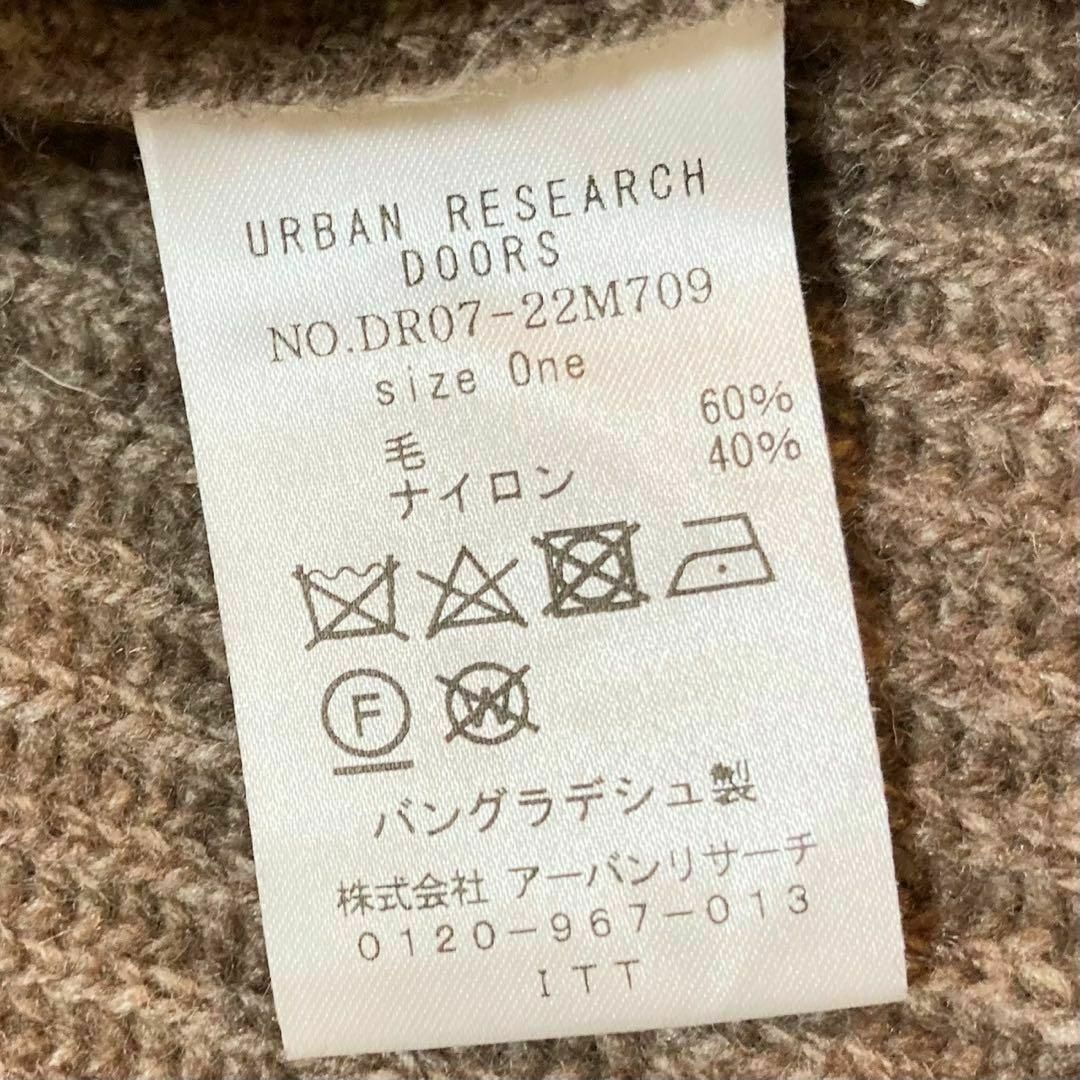 URBAN RESEARCH
DOORS
NO.DR07-22M709
size One
毛 60%
ナイロン 40%
F
W
バングラデシュ製
株式会社 アーバンリサーチ
0120-967-013
ITT